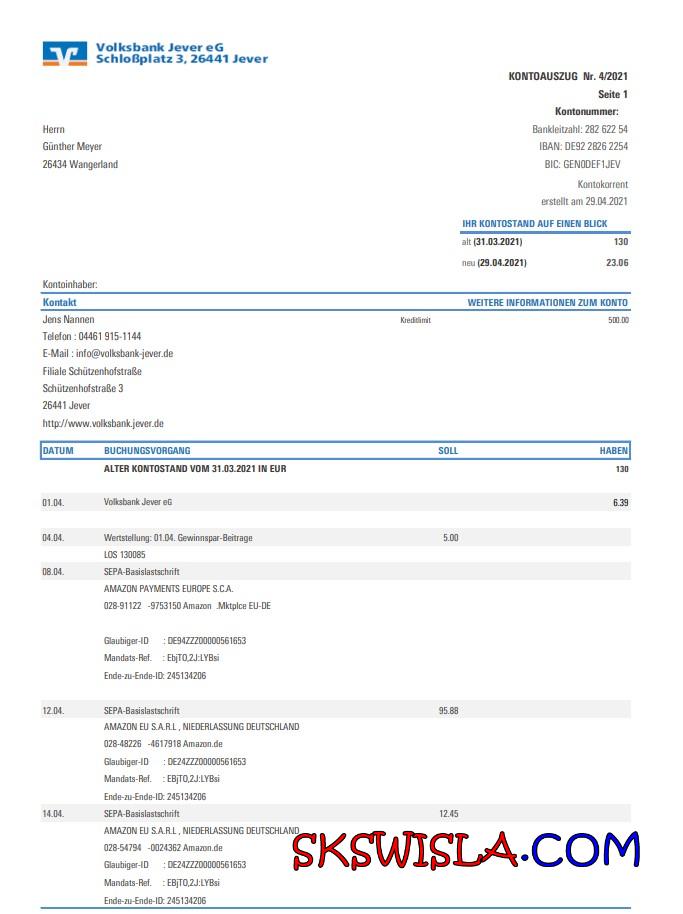 Volksbank Jever eG
Schloßplatz 3, 26441 Jever
KONTOAUSZUG Nr. 4/2021
Seite 1
Kontonummer:
Herrn
Bankleitzahl: 282 622 54
Günther Meyer
IBAN: DE92 2826 2254
26434 Wangerland
BIC: GENODEF1JEV
Kontokorrent
erstellt am 29.04.2021
IHR KONTOSTAND AUF EINEN BLICK
alt (31.03.2021) 130
neu (29.04.2021) 23.06
Kontoinhaber:
Kontakt WEITERE INFORMATIONEN ZUM KONTO
Jens Nannen Kreditlimit 500.00
Telefon : 04461 915-1144
E-Mail : info@volksbank-jever.de
Filiale Schützenhofstraße
Schützenhofstraße 3
26441 Jever
http://www.volksbank.jever.de
DATUM BUCHUNGSVORGANG SOLL HABEN
ALTER KONTOSTAND VOM 31.03.2021 IN EUR 130
01.04. Volksbank Jever eG 6.39
04.04. Wertstellung: 01.04. Gewinnspar-Beitrage 5.00
LOS 130085
08.04. SEPA-Basislastschrift
AMAZON PAYMENTS EUROPE S.C.A.
028-91122 -9753150 Amazon .Mktplce EU-DE
Glaubiger-ID : DE94ZZZ00000561653
Mandats-Ref. : EbjTO,2J:LYBsi
Ende-zu-Ende-ID: 245134206
12.04. SEPA-Basislastschrift 95.88
AMAZON EU S.A.R.L , NIEDERLASSUNG DEUTSCHLAND
028-48226 -4617918 Amazon.de
Glaubiger-ID : DE24ZZZ00000561653
Mandats-Ref. : EBjTO,2J:LYBsi
Ende-zu-Ende-ID: 245134206
14.04. SEPA-Basislastschrift 12.45
AMAZON EU S.A.R.L , NIEDERLASSUNG DEUTSCHLAND
028-54794 -0024362 Amazon.de
Glaubiger-ID : DE24ZZZ00000561653
Mandats-Ref. : EBjTO,2J:LYBsi
Ende-zu-Ende-ID: 245134206
SKSWISLA.COM